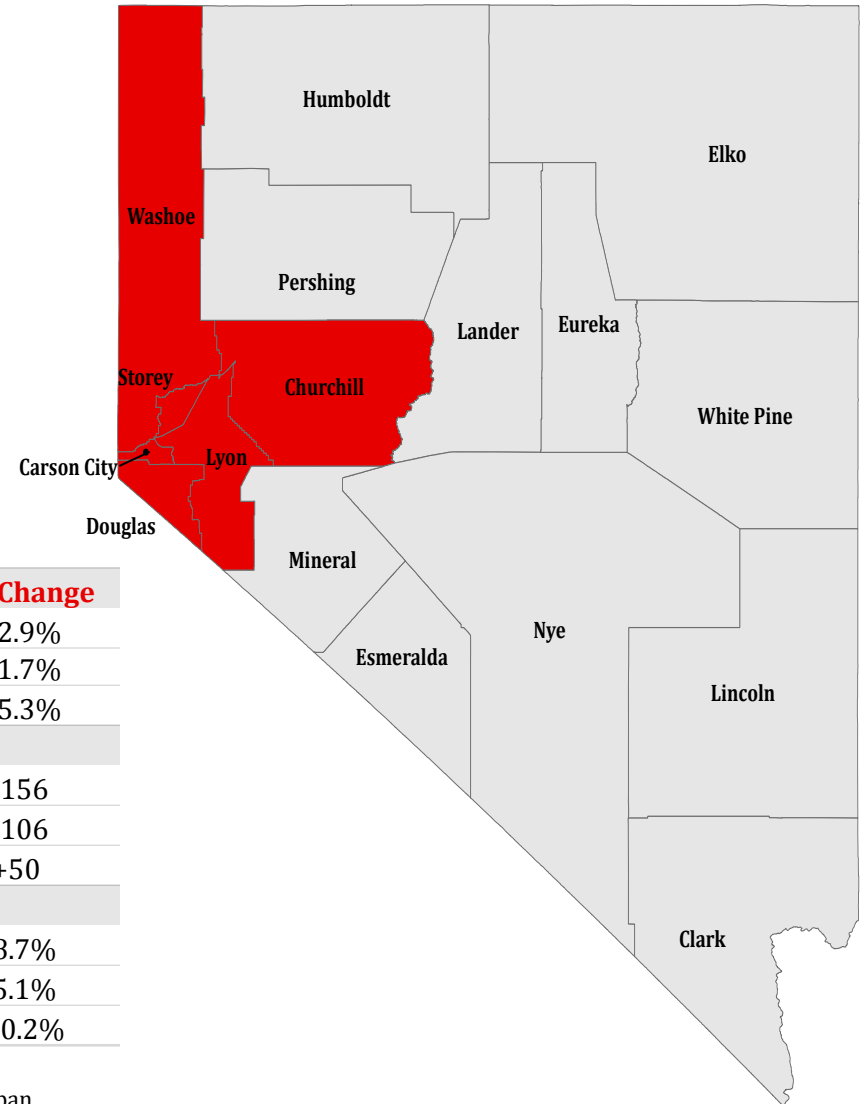 Humboldt
Elko
Washoe
Pershing
Lander
Eureka
Storey
Churchill
White Pine
Lyon
Carson City
Douglas
Mineral
Nye
Esmeralda
Lincoln
Clark
Change
2.9%
1.7%
5.3%
156
106
+50
3.7%
5.1%
0.2%